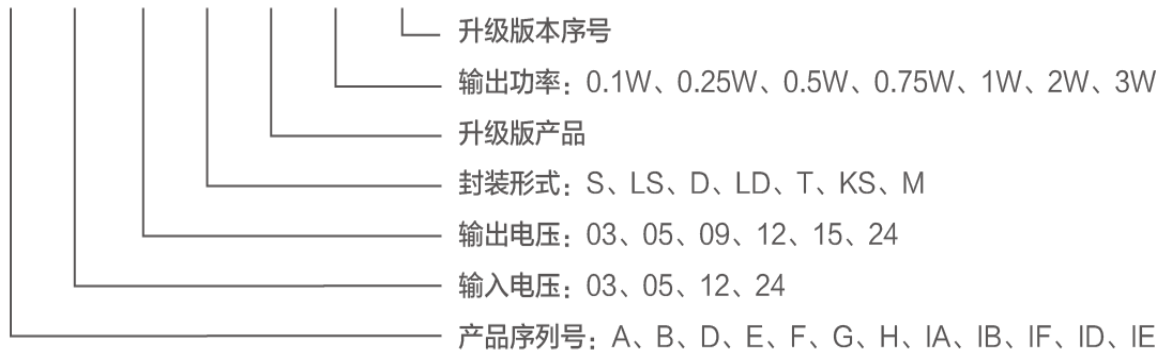 升级版本序号
输出功率：0.1W、0.25W、0.5W、0.75W、1W、2W、3W
升级版产品
封装形式：S、LS、D、LD、T、KS、M
输出电压：03、05、09、12、15、24
输入电压：03、05、12、24
产品序列号：A、B、D、E、F、G、H、IA、IB、IF、ID、IE